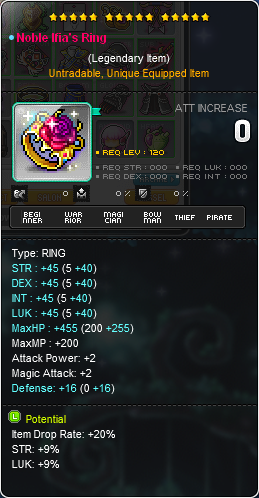 Noble Ifia's Ring
(Legendary Item)
Untradable, Unique Equipped Item
ATT INCREASE
0
REQ LEV : 120
REQ STR : 000 REQ LUK : 000
REQ DEX : 000 REQ INT : 000
0 0 % 0 %
BEGINNER WARRIOR MAGICIAN BOWMAN THIEF PIRATE
Type: RING
STR : +45 (5 +40)
DEX : +45 (5 +40)
INT : +45 (5 +40)
LUK : +45 (5 +40)
MaxHP : +455 (200 +255)
MaxMP : +200
Attack Power: +2
Magic Attack: +2
Defense: +16 (0 +16)
L Potential
Item Drop Rate: +20%
STR: +9%
LUK: +9%